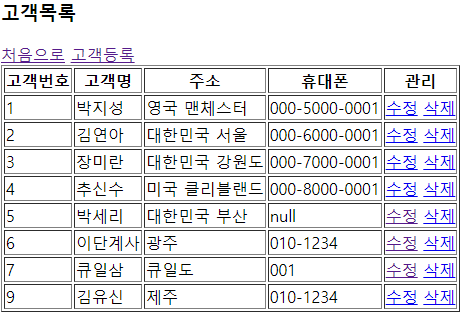 고객목록
처음으로 고객등록
고객번호 고객명 주소 휴대폰 관리
1 박지성 영국 맨체스터 000-5000-0001 수정 삭제
2 김연아 대한민국 서울 000-6000-0001 수정 삭제
3 장미란 대한민국 강원도 000-7000-0001 수정 삭제
4 추신수 미국 클리블랜드 000-8000-0001 수정 삭제
5 박세리 대한민국 부산 null 수정 삭제
6 이단계사 광주 010-1234 수정 삭제
7 큐일삼 큐일도 001 수정 삭제
9 김유신 제주 010-1234 수정 삭제